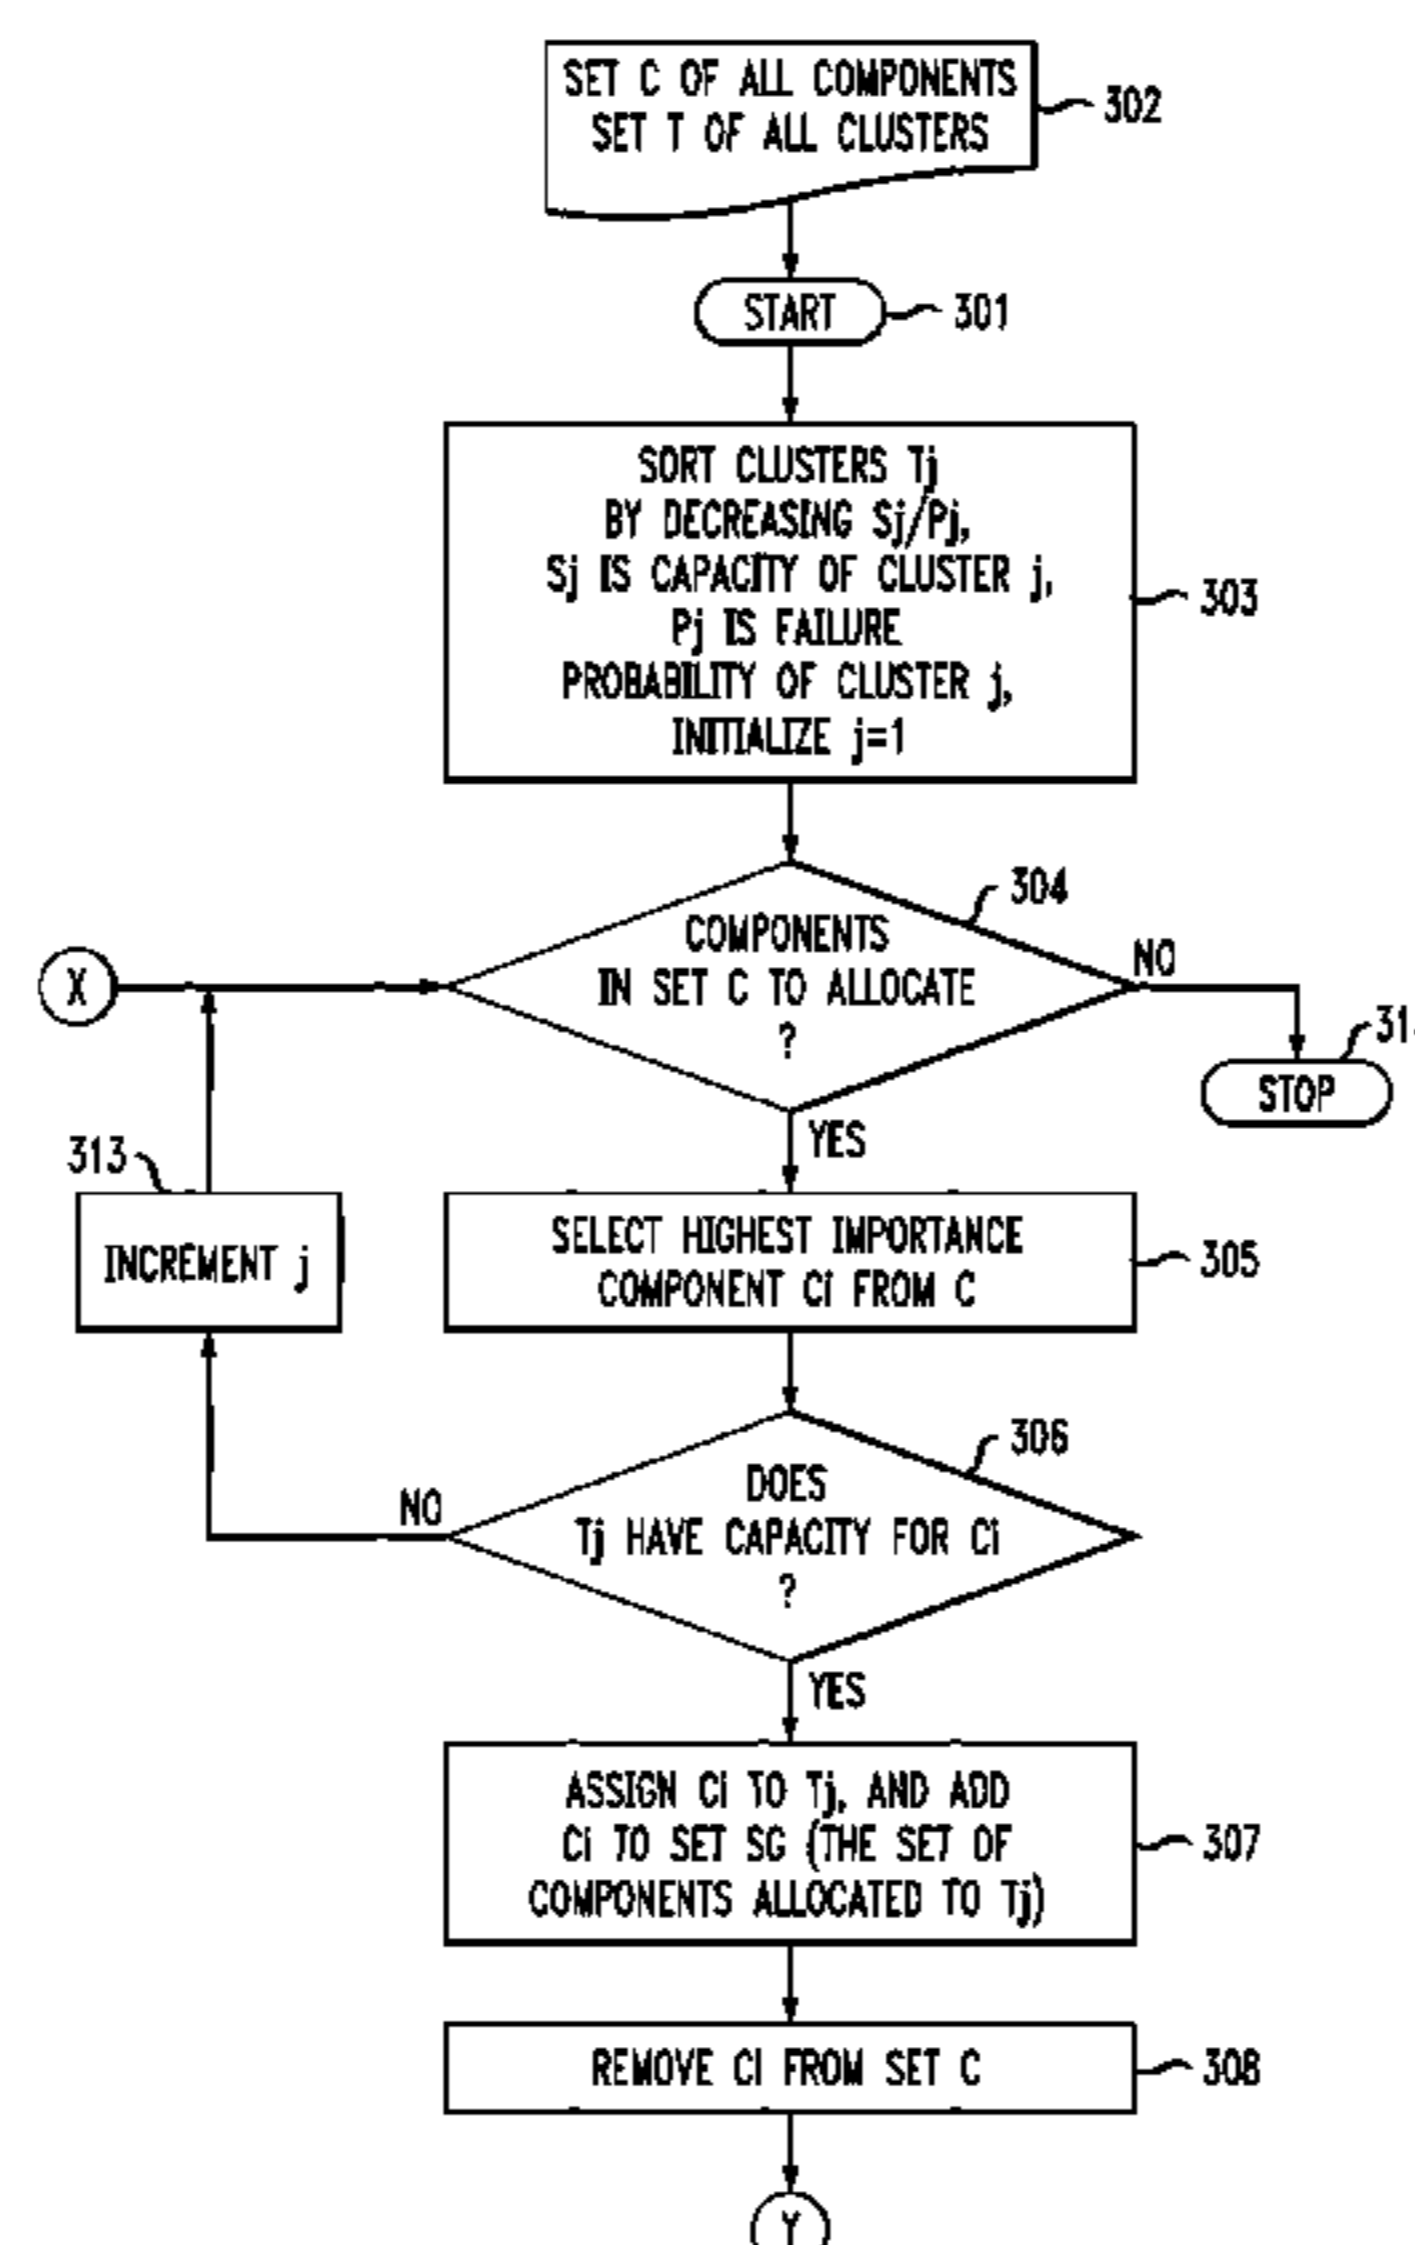 SET C OF ALL COMPONENTS
SET T OF ALL CLUSTERS
302
START
301
SORT CLUSTERS Tj
BY DECREASING Sj/Pj,
Sj IS CAPACITY OF CLUSTER j,
Pj IS FAILURE
PROBABILITY OF CLUSTER j,
INITIALIZE j=1
303
304
COMPONENTS
IN SET C TO ALLOCATE
?
NO
X
STOP
YES
313
INCREMENT j
SELECT HIGHEST IMPORTANCE
COMPONENT Ci FROM C
305
306
DOES
Tj HAVE CAPACITY FOR Ci
?
NO
YES
ASSIGN Ci TO Tj, AND ADD
Ci TO SET SG (THE SET OF
COMPONENTS ALLOCATED TO Tj)
307
REMOVE Ci FROM SET C
308
Y